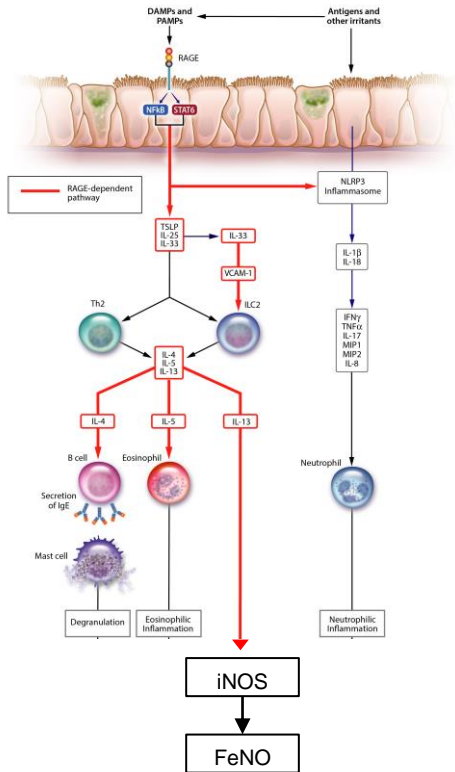 DAMPs and
PAMPs
Antigens and
other irritants
RAGE
NFkB
STAT6
RAGE-dependent
pathway
NLRP3
Inflammasome
TSLP
IL-25
IL-33
IL-33
IL-1β
IL-18
VCAM-1
Th2
ILC2
IFNγ
TNFα
IL-17
MIP1
MIP2
IL-8
IL-4
IL-5
IL-13
IL-4
IL-5
IL-13
B cell
Eosinophil
Neutrophil
Secretion
of IgE
Mast cell
Degranulation
Eosinophilic
Inflammation
Neutrophilic
Inflammation
iNOS
FeNO